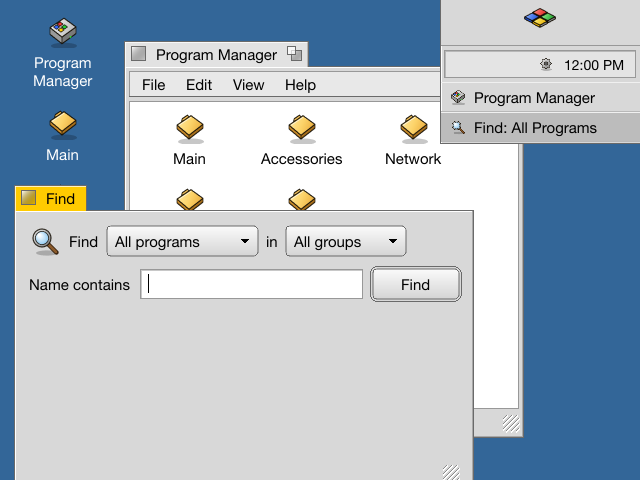 Program
Manager
Main
Program Manager
File Edit View Help
Main Accessories Network
12:00 PM
Program Manager
Find: All Programs
Find
Find All programs in All groups
Name contains Find